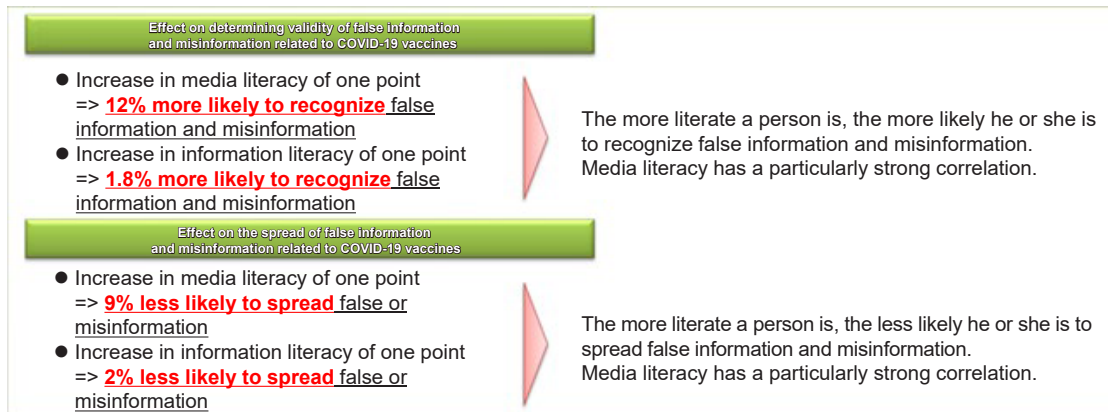 Effect on determining validity of false information
and misinformation related to COVID-19 vaccines
● Increase in media literacy of one point
=> 12% more likely to recognize false
information and misinformation
● Increase in information literacy of one point
=> 1.8% more likely to recognize false
information and misinformation
The more literate a person is, the more likely he or she is
to recognize false information and misinformation.
Media literacy has a particularly strong correlation.
Effect on the spread of false information
and misinformation related to COVID-19 vaccines
● Increase in media literacy of one point
=> 9% less likely to spread false or
misinformation
● Increase in information literacy of one point
=> 2% less likely to spread false or
misinformation
The more literate a person is, the less likely he or she is to
spread false information and misinformation.
Media literacy has a particularly strong correlation.